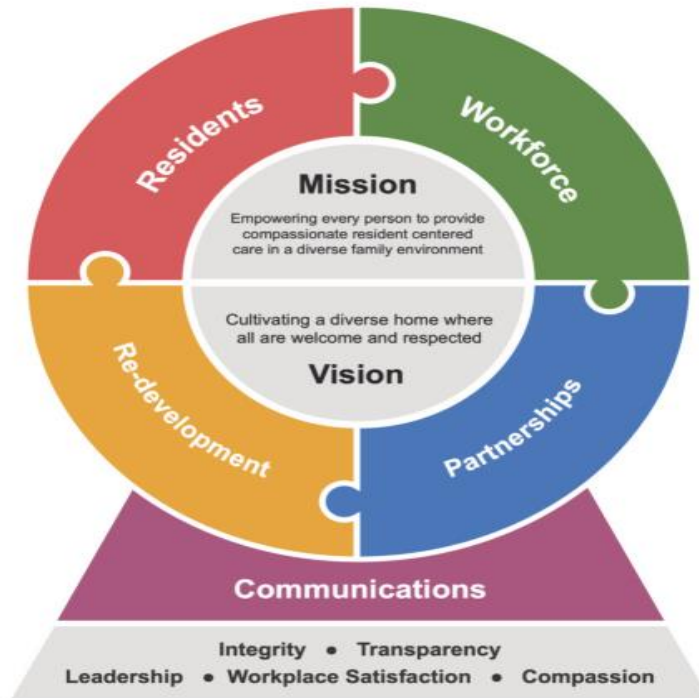 Residents
Workforce
Mission
Empowering every person to provide
compassionate resident centered
care in a diverse family environment
Cultivating a diverse home where
all are welcome and respected
Vision
Re-development
Partnerships
Communications
Integrity • Transparency
Leadership • Workplace Satisfaction • Compassion